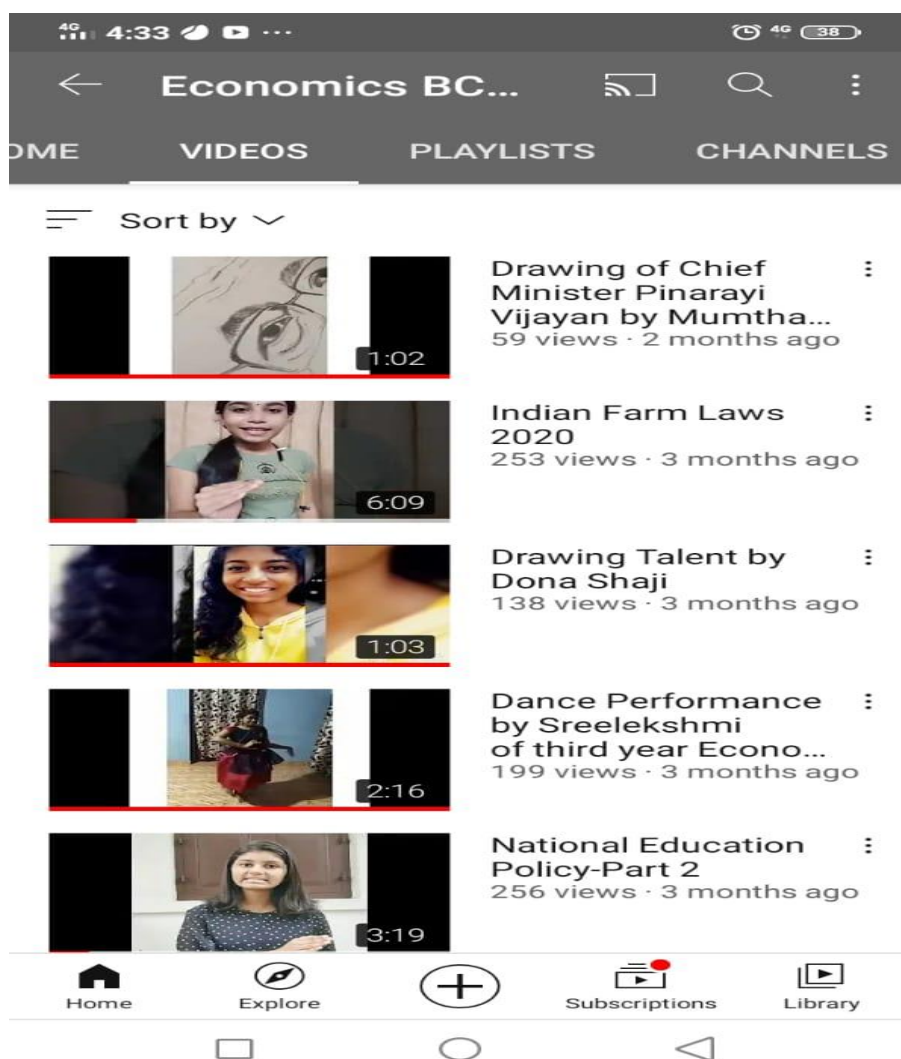 4G 4:33 ... 4G 38
Economics BC...
OME VIDEOS PLAYLISTS CHANNELS
Sort by
Drawing of Chief
Minister Pinarayi
Vijayan by Mumtha...
59 views · 2 months ago
1:02
Indian Farm Laws
2020
253 views · 3 months ago
6:09
Drawing Talent by
Dona Shaji
138 views · 3 months ago
1:03
Dance Performance
by Sreelekshmi
of third year Econo...
199 views · 3 months ago
2:16
National Education
Policy-Part 2
256 views · 3 months ago
3:19
Home Explore Subscriptions Library